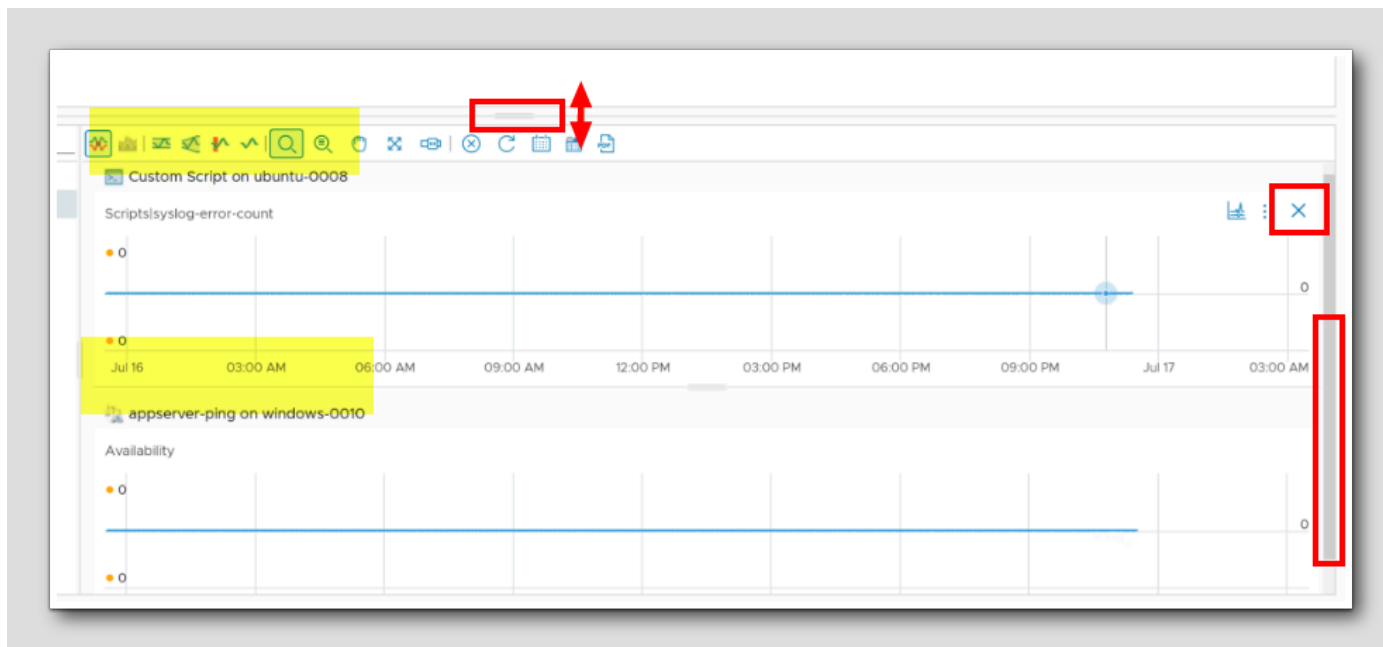 PDF
Custom Script on ubuntu-0008
Scripts|syslog-error-count
0
0
0
Jul 16 03:00 AM 06:00 AM 09:00 AM 12:00 PM 03:00 PM 06:00 PM 09:00 PM Jul 17 03:00 AM
appserver-ping on windows-0010
Availability
0
0
0